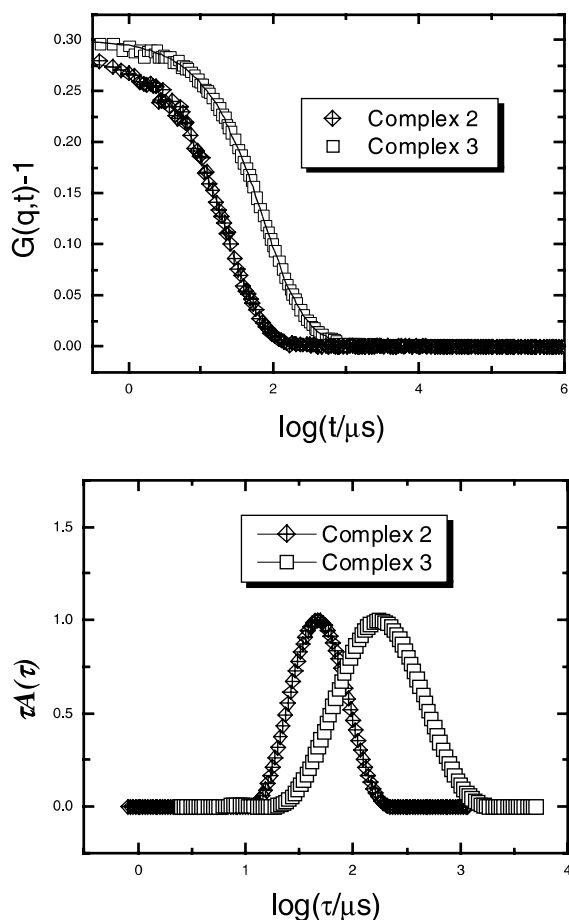 0.30
0.25
0.20
0.15
0.10
0.05
0.00
G(q,t)-1
Complex 2
Complex 3
0 2 4 6
log(t/μs)
1.5
1.0
0.5
0.0
τA(τ)
Complex 2
Complex 3
0 1 2 3 4
log(τ/μs)